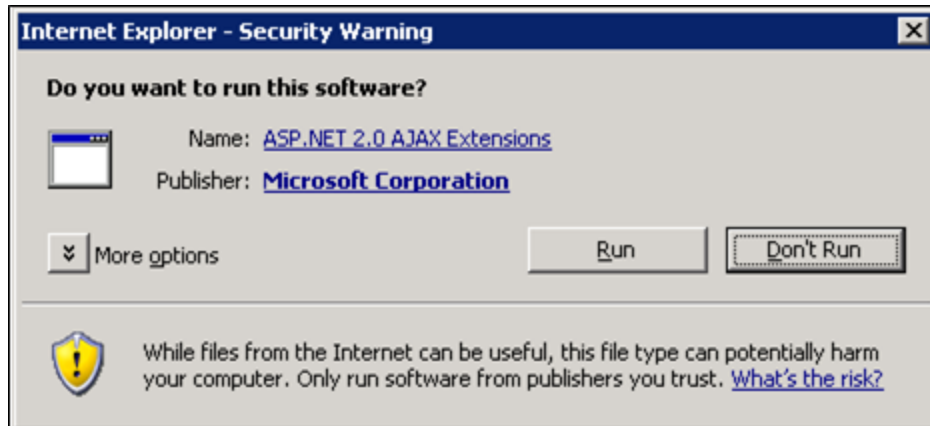 Internet Explorer - Security Warning
Do you want to run this software?
Name: ASP.NET 2.0 AJAX Extensions
Publisher: Microsoft Corporation
More options Run Don't Run
While files from the Internet can be useful, this file type can potentially harm
your computer. Only run software from publishers you trust. What's the risk?